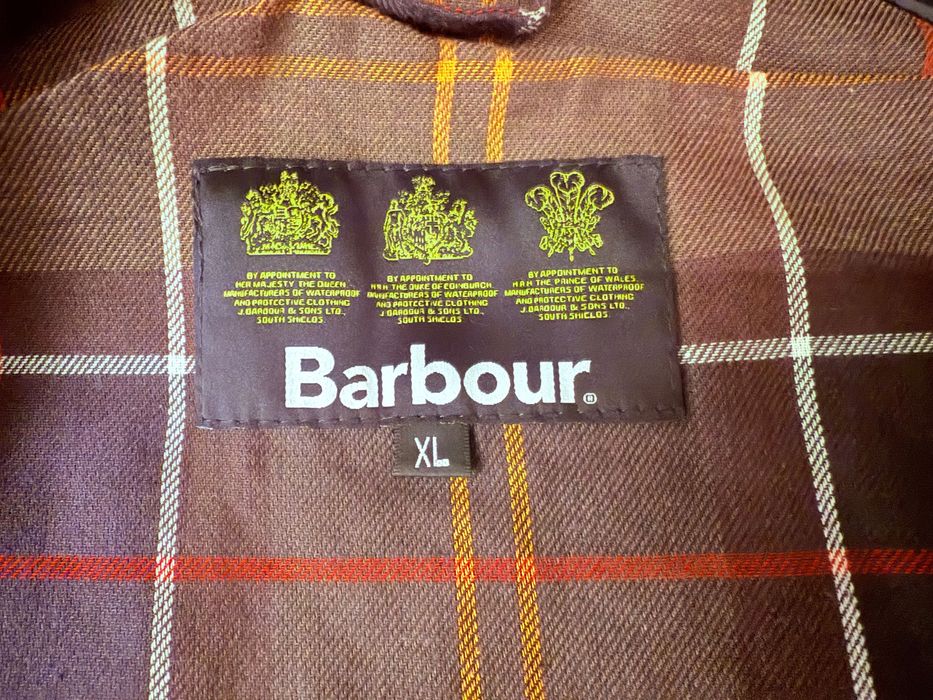 BY APPOINTMENT TO
HER MAJESTY THE QUEEN
MANUFACTURERS OF WATERPROOF
AND PROTECTIVE CLOTHING
J.BARBOUR & SONS LTD.,
SOUTH SHIELDS.
BY APPOINTMENT TO
H R H THE DUKE OF EDINBURGH
MANUFACTURERS OF WATERPROOF
AND PROTECTIVE CLOTHING
J.BARBOUR & SONS LTD.,
SOUTH SHIELDS
BY APPOINTMENT TO
H R H THE PRINCE OF WALES
MANUFACTURERS OF WATERPROOF
AND PROTECTIVE CLOTHING
J.BARBOUR & SONS LTD.,
SOUTH SHIELDS.
Barbour®
XL